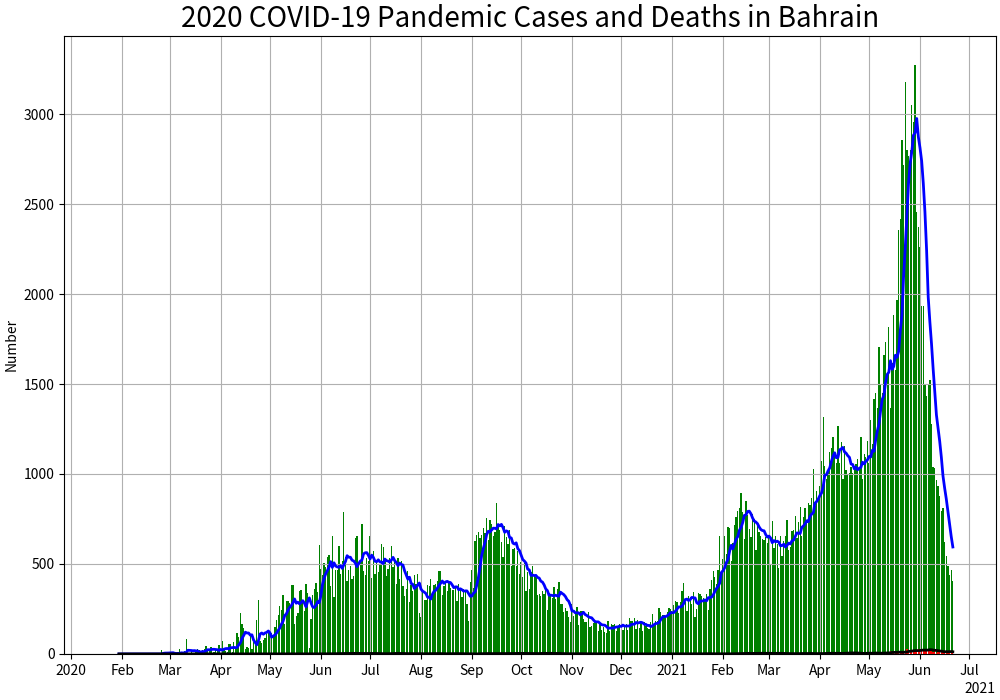 2020 COVID-19 Pandemic Cases and Deaths in Bahrain
Number
3000
2500
2000
1500
1000
500
0
2020 Feb Mar Apr May Jun Jul Aug Sep Oct Nov Dec 2021 Feb Mar Apr May Jun Jul
2021